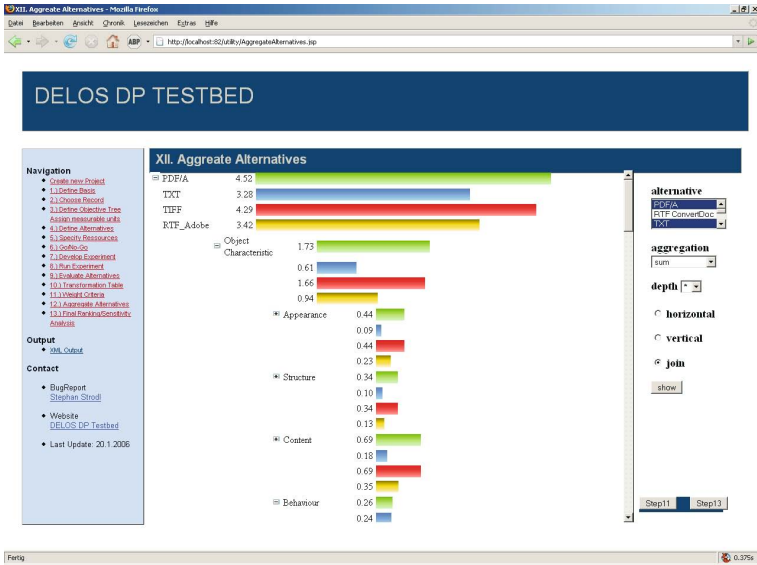 XII. Aggreate Alternatives - Mozilla Firefox
Datei Bearbeiten Ansicht Chronik Lesezeichen Extras Hilfe
ABP http://localhost:82/utility/AggregateAlternatives.jsp
DELOS DP TESTBED
XII. Aggreate Alternatives
Navigation
Create new Project
1.) Define Basis
2.) Choose Record
3.) Define Objective Tree
Assign measurable units
4.) Define Alternatives
5.) Specify Ressources
6.) Go/No-Go
7.) Develop Experiment
8.) Run Experiment
9.) Evaluate Alternatives
10.) Transformation Table
11.) Weight Criteria
12.) Aggregate Alternatives
13.) Final Ranking/Sensitivity
Analysis
Output
XML Output
Contact
BugReport
Stephan Strodl
Website
DELOS DP Testbed
Last Update: 20.1.2006
PDF/A 4.52
TXT 3.28
TIFF 4.29
RTF_Adobe 3.42
Object
Characteristic 1.73
0.61
1.66
0.94
Appearance 0.44
0.09
0.44
0.23
Structure 0.34
0.10
0.34
0.13
Content 0.69
0.18
0.69
0.35
Behaviour 0.26
0.24
alternative
PDF/A
RTF ConvertDoc
TXT
aggregation
sum
depth *
horizontal
vertical
join
show
Step11 Step13
Fertig 0.375s